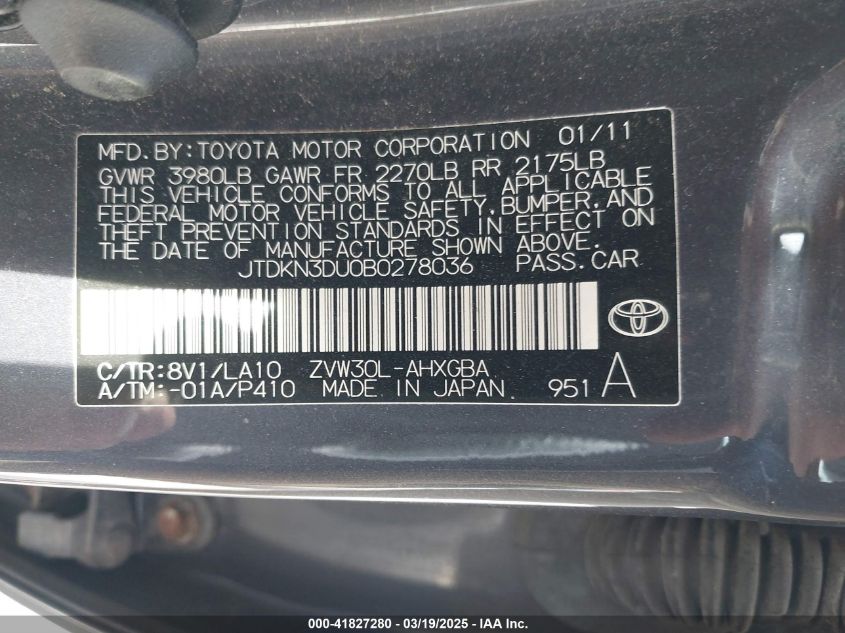 MFD. BY: TOYOTA MOTOR CORPORATION 01/11
GVWR 3980LB GAWR FR 2270LB RR 2175LB
THIS VEHICLE CONFORMS TO ALL APPLICABLE
FEDERAL MOTOR VEHICLE SAFETY, BUMPER, AND
THEFT PREVENTION STANDARDS IN EFFECT ON
THE DATE OF MANUFACTURE SHOWN ABOVE.
JTDKN3DU0B0278036 PASS. CAR
C/TR: 8V1/LA10 ZVW30L-AHXGBA
A/TM: -01A/P410 MADE IN JAPAN 951 A
000-41827280 - 03/19/2025 - IAA, Inc.